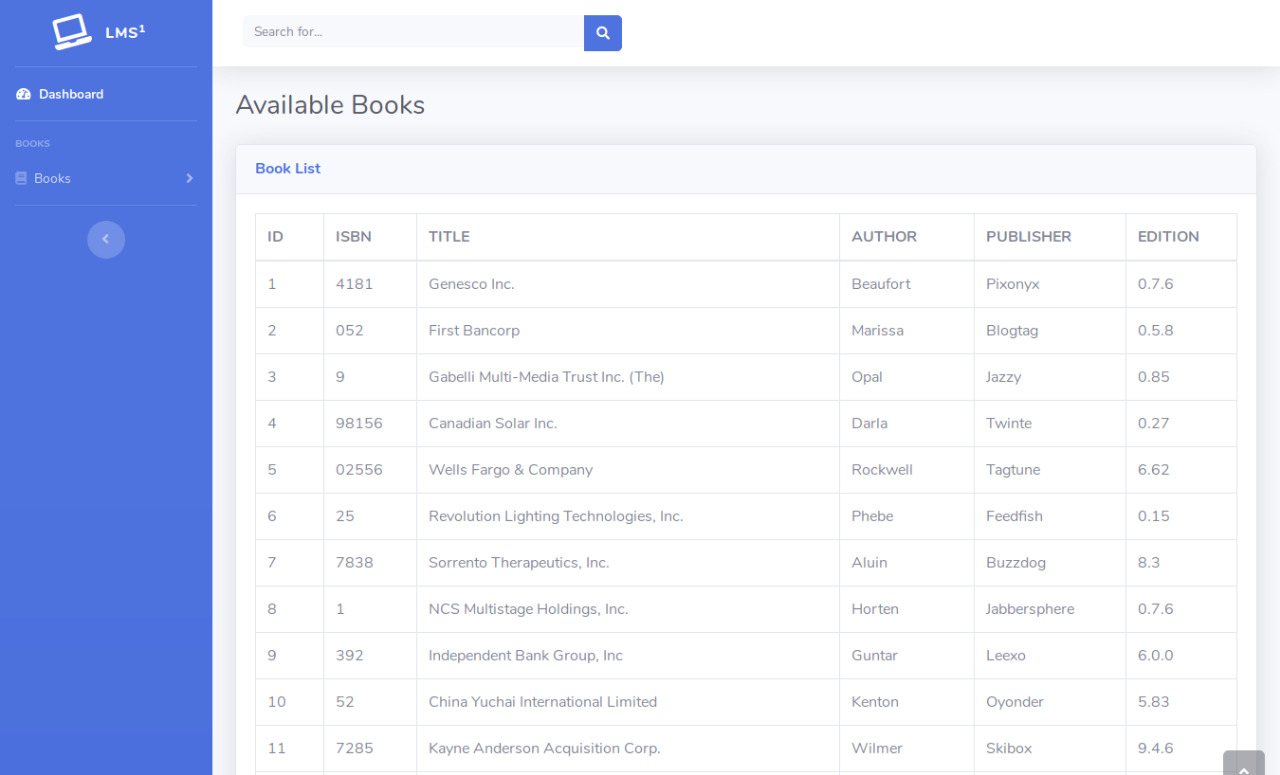 LMS1
Search for...
Dashboard
BOOKS
Books
Available Books
Book List
ID ISBN TITLE AUTHOR PUBLISHER EDITION
1 4181 Genesco Inc. Beaufort Pixonyx 0.7.6
2 052 First Bancorp Marissa Blogtag 0.5.8
3 9 Gabelli Multi-Media Trust Inc. (The) Opal Jazzy 0.85
4 98156 Canadian Solar Inc. Darla Twinte 0.27
5 02556 Wells Fargo & Company Rockwell Tagtune 6.62
6 25 Revolution Lighting Technologies, Inc. Phebe Feedfish 0.15
7 7838 Sorrento Therapeutics, Inc. Aluin Buzzdog 8.3
8 1 NCS Multistage Holdings, Inc. Horten Jabbersphere 0.7.6
9 392 Independent Bank Group, Inc Guntar Leexo 6.0.0
10 52 China Yuchai International Limited Kenton Oyonder 5.83
11 7285 Kayne Anderson Acquisition Corp. Wilmer Skibox 9.4.6